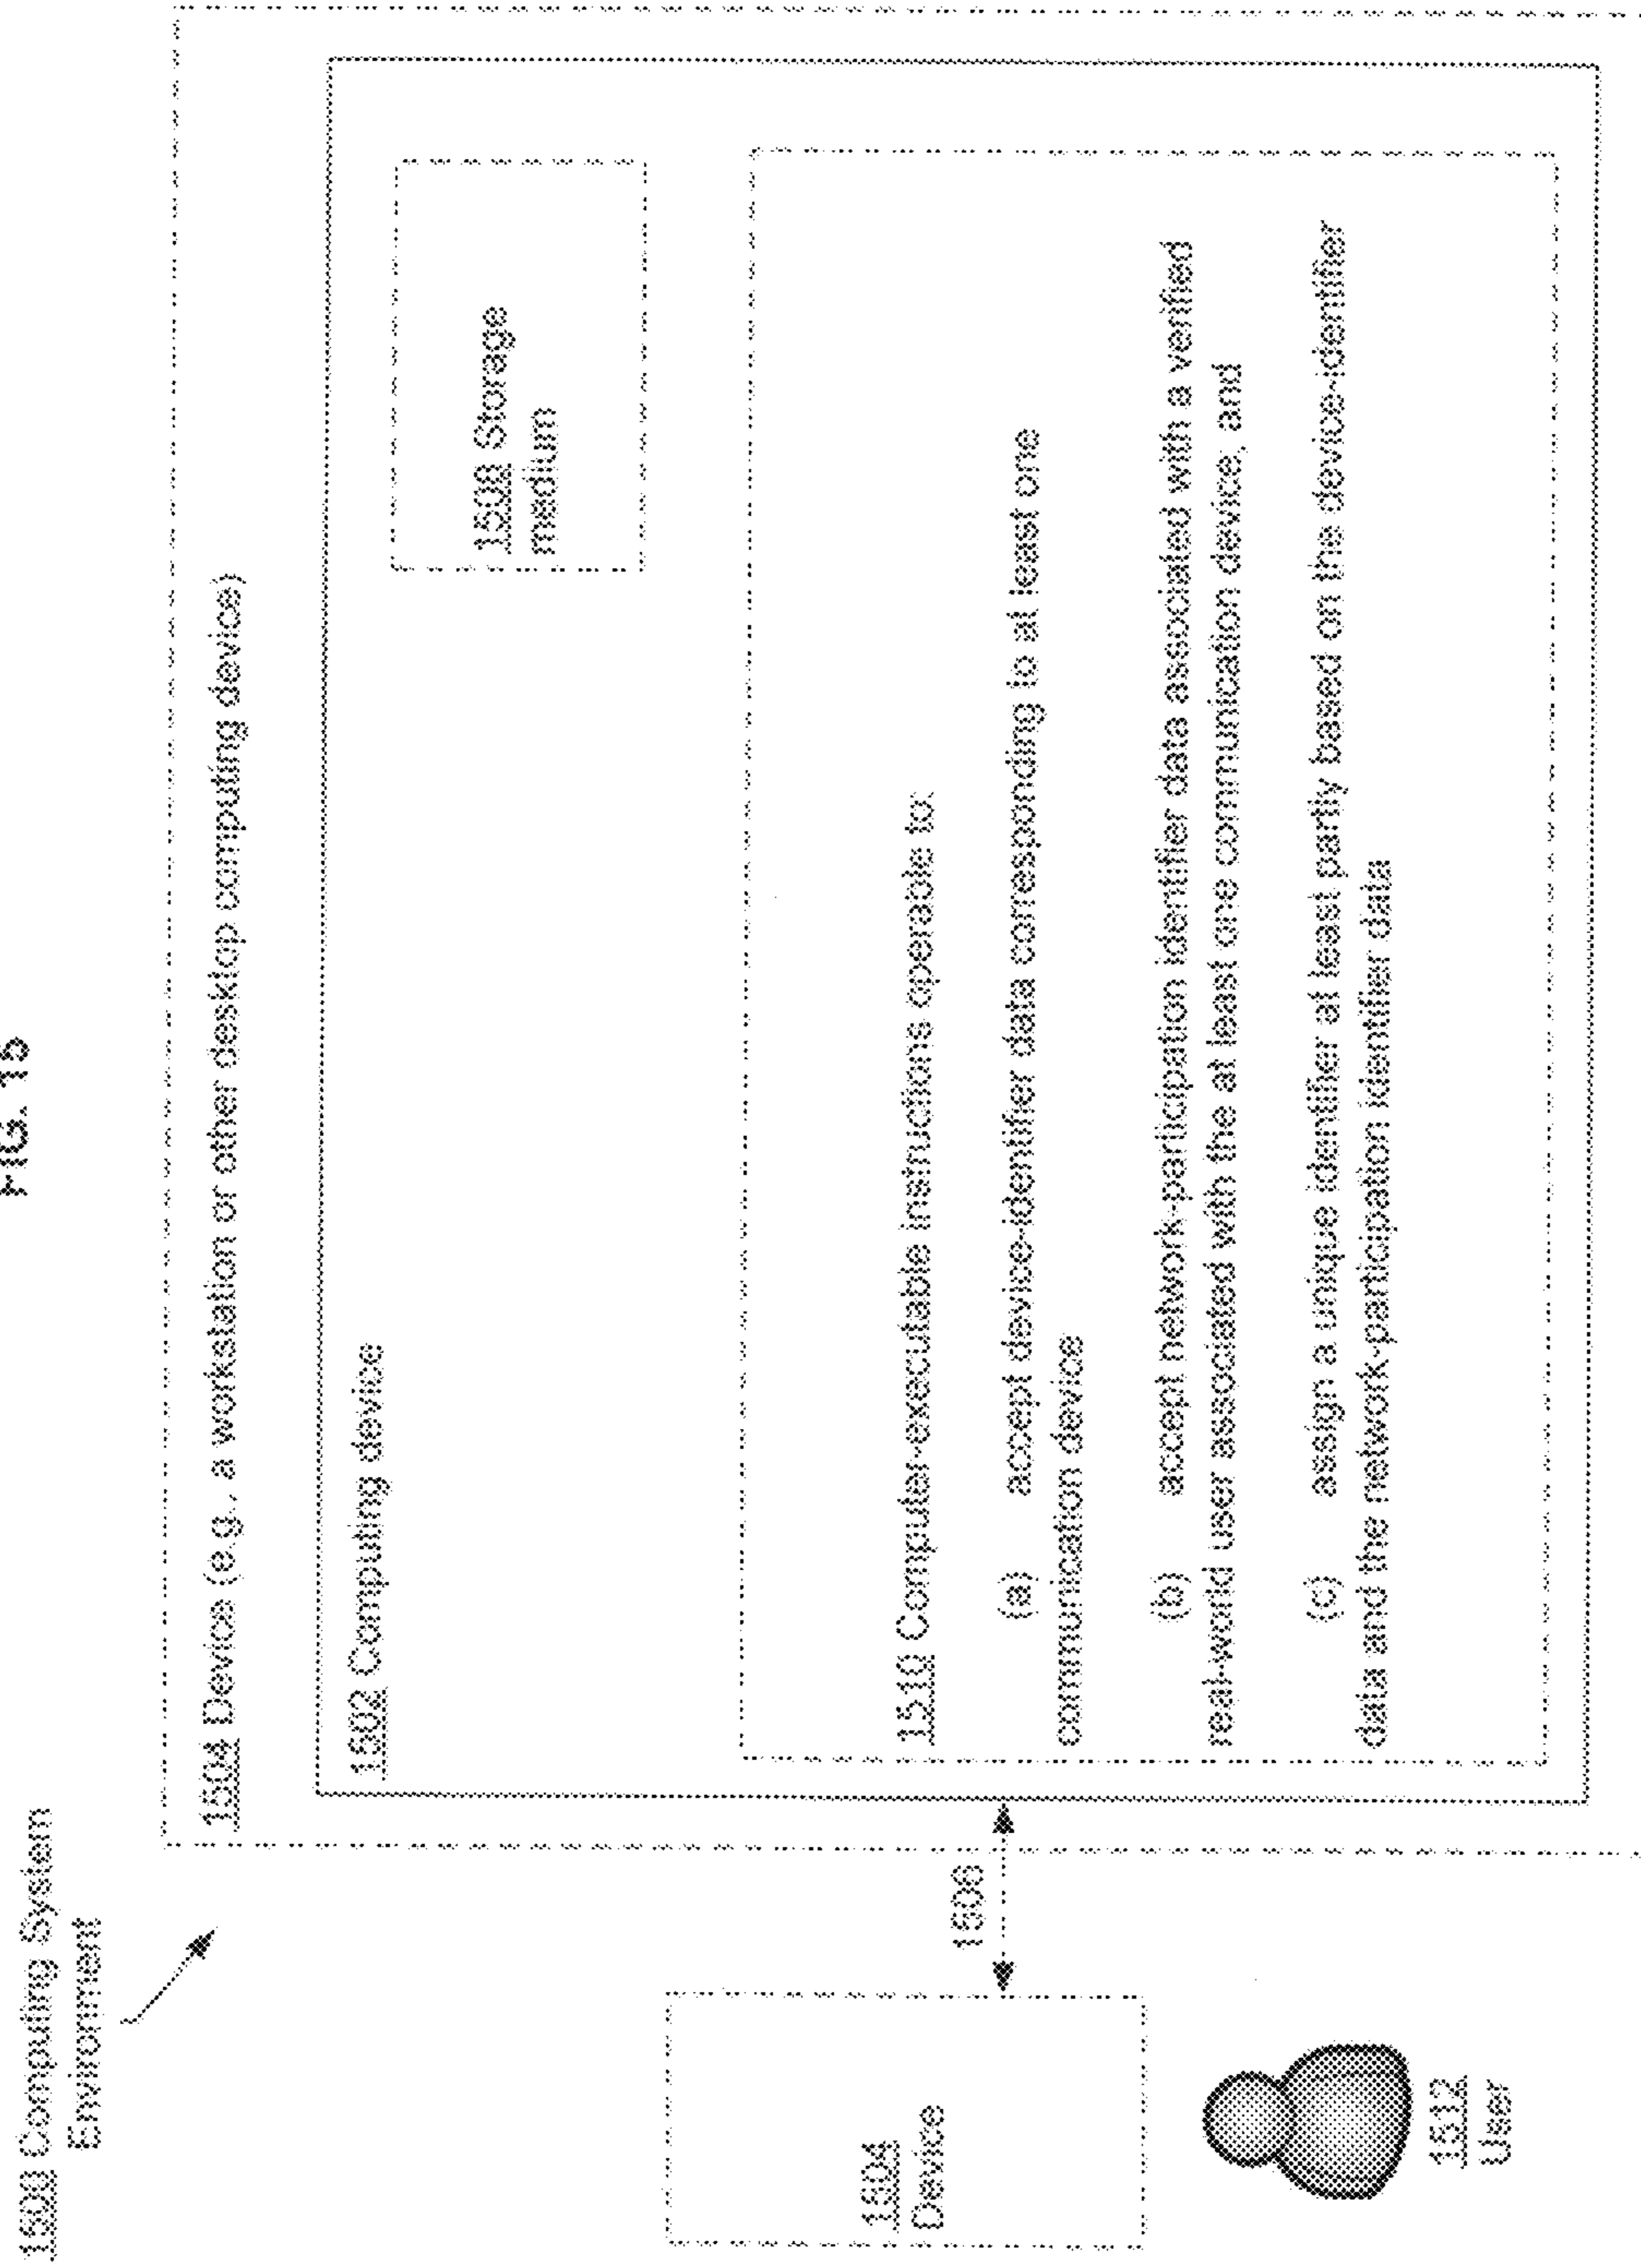 FIG. 15
1500 Computing System
Environment
1504 Device (e.g., a workstation or other desktop computing device)
1502 Computing device
1508 Storage
medium
1510 Computer-executable instructions operable to:
(a) accept device-identifier data corresponding to at least one
communication device
(b) accept network-participation identifier data associated with a verified
real-world user associated with the at least one communication device; and
(c) assign a unique identifier at least partly based on the device-identifier
data and the network-participation identifier data
1506
1504
Device
1512
User